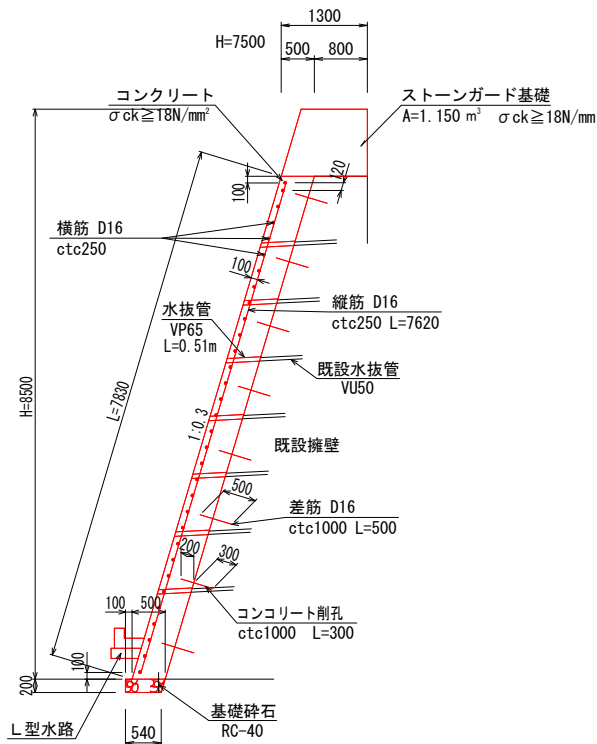 1300
H=7500
500
800
コンクリート
σck≧18N/mm²
ストーンガード基礎
A=1.150 m³ σck≧18N/mm
120
100
横筋 D16
ctc250
100
水抜管
VP65
L=0.51m
縦筋 D16
ctc250 L=7620
既設水抜管
VU50
H=8500
L=7830
1:0.3
既設擁壁
500
差筋 D16
ctc1000 L=500
200
300
100
500
コンコリート削孔
ctc1000 L=300
100
200
L型水路
基礎砕石
RC-40
540